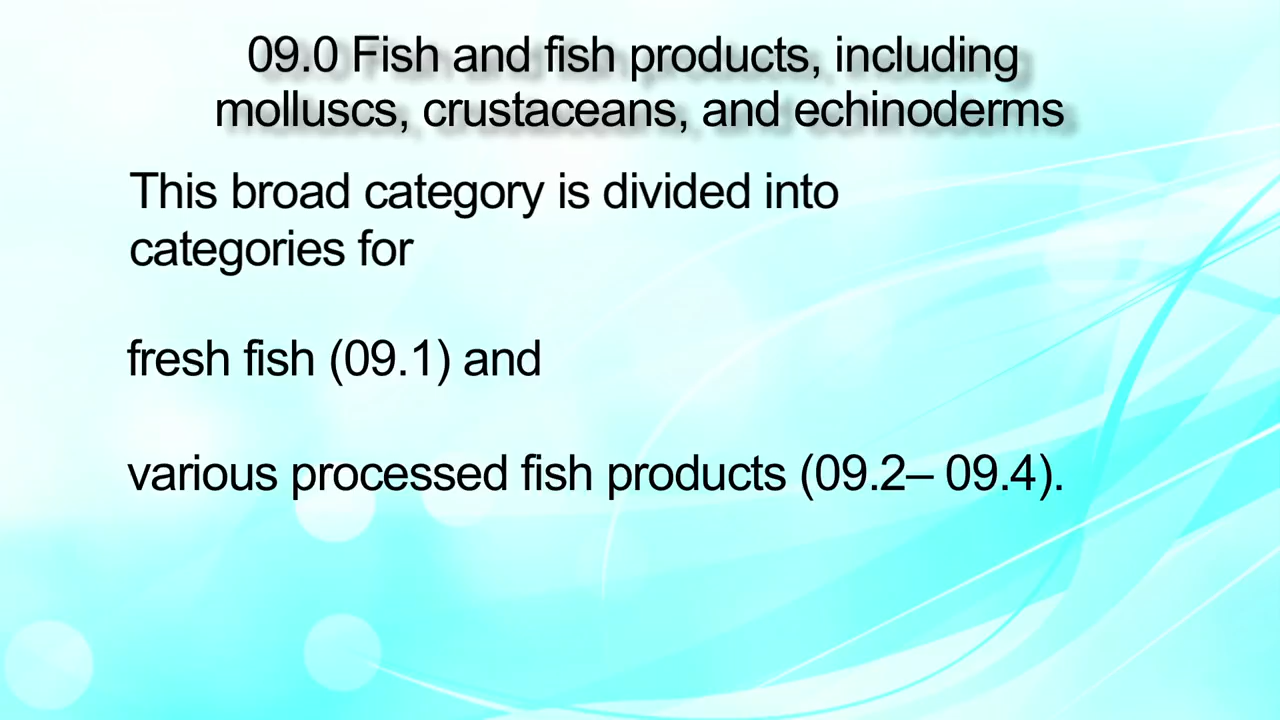 09.0 Fish and fish products, including
molluscs, crustaceans, and echinoderms
This broad category is divided into
categories for
fresh fish (09.1) and
various processed fish products (09.2– 09.4).